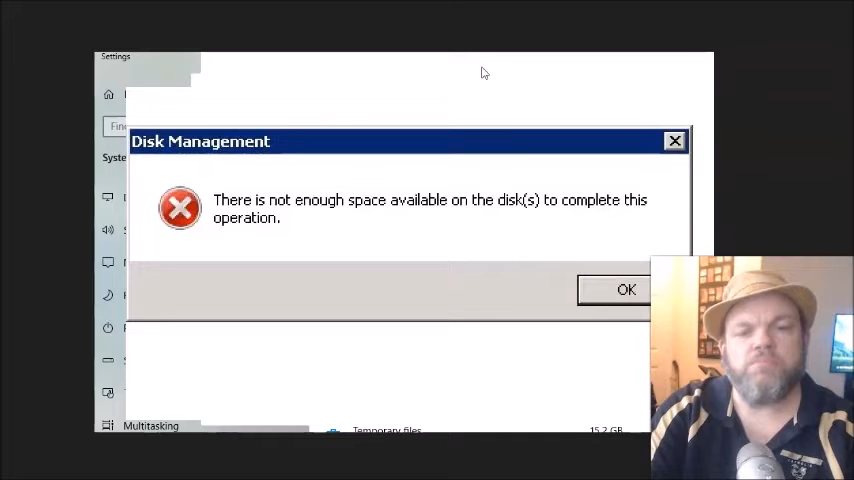 Settings
Disk Management
There is not enough space available on the disk(s) to complete this
operation.
OK
Multitasking
Temporary files
15.2 GB